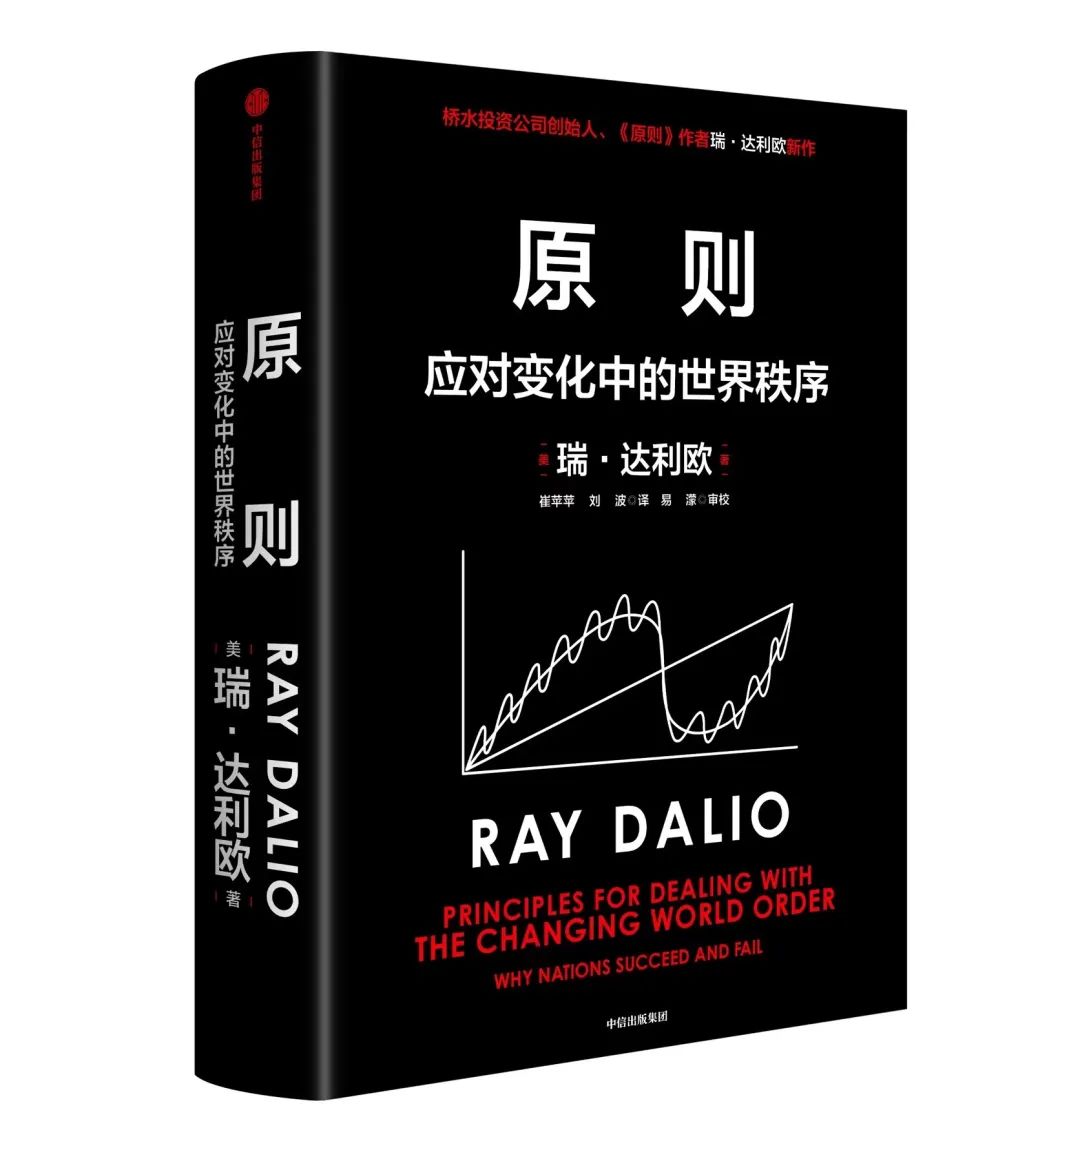 中信出版集团
原则
应对变化中的世界秩序
美
瑞·达利欧
著
RAY DALIO
桥水投资公司创始人、《原则》作者瑞·达利欧新作
原 则
应对变化中的世界秩序
美 瑞·达利欧 著
崔苹苹 刘 波◎译 易 濛◎审校
RAY DALIO
PRINCIPLES FOR DEALING WITH
THE CHANGING WORLD ORDER
WHY NATIONS SUCCEED AND FAIL
中信出版集团